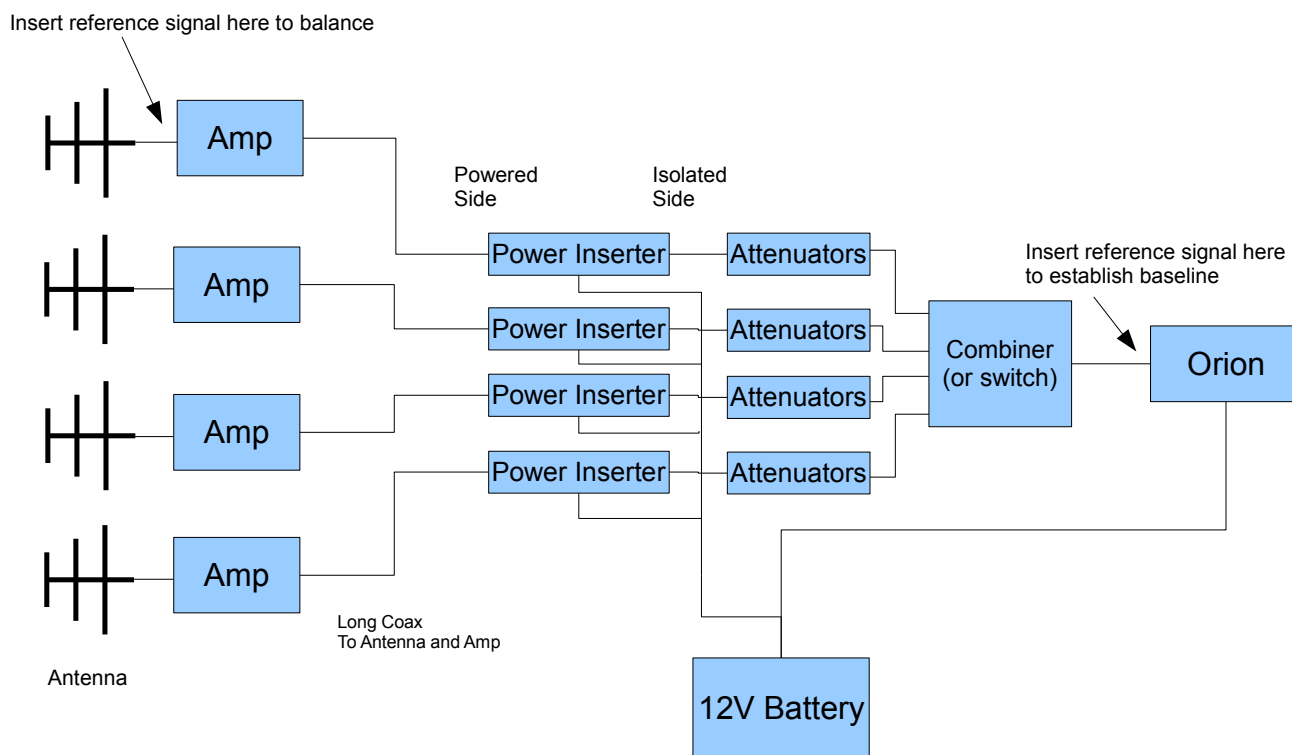 Insert reference signal here to balance
Amp
Powered
Side
Isolated
Side
Power Inserter
Attenuators
Insert reference signal here
to establish baseline
Amp
Power Inserter
Attenuators
Combiner
(or switch)
Orion
Amp
Power Inserter
Attenuators
Power Inserter
Attenuators
Amp
Long Coax
To Antenna and Amp
Antenna
12V Battery